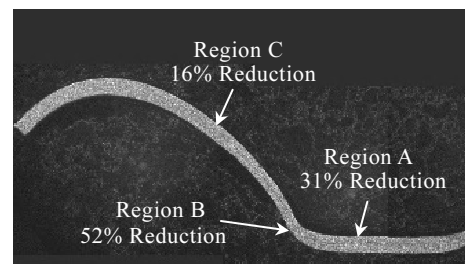 Region C
16% Reduction
Region A
31% Reduction
Region B
52% Reduction